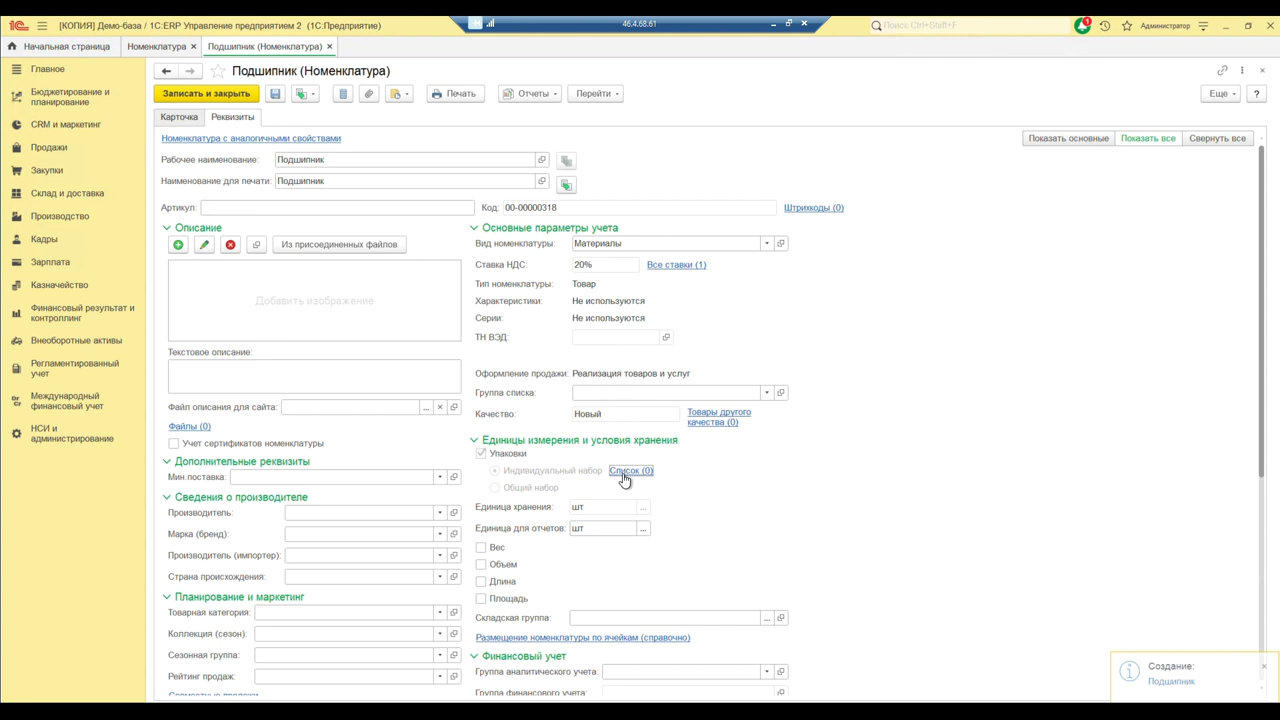 [КОПИЯ] Демо-база / 1С:ERP Управление предприятием 2 (1С:Предприятие)
46.4.68.61
Поиск Ctrl+Shift+F
1
Администратор
Начальная страница
Номенклатура
Подшипник (Номенклатура)
Главное
Бюджетирование и
планирование
CRM и маркетинг
Продажи
Закупки
Склад и доставка
Производство
Кадры
Зарплата
Казначейство
Финансовый результат и
контроллинг
Внеоборотные активы
Регламентированный
учет
Международный
финансовый учет
НСИ и
администрирование
Подшипник (Номенклатура)
Записать и закрыть
Печать
Отчеты
Перейти
Еще
?
Карточка
Реквизиты
Номенклатура с аналогичными свойствами
Показать основные
Показать все
Свернуть все
Рабочее наименование: Подшипник
Наименование для печати: Подшипник
Артикул:
Код: 00-00000318
Штрихкоды (0)
Описание
Из присоединенных файлов
Добавить изображение
Текстовое описание:
Файл описания для сайта:
Файлы (0)
Учет сертификатов номенклатуры
Дополнительные реквизиты
Мин.поставка:
Сведения о производителе
Производитель:
Марка (бренд):
Производитель (импортер):
Страна происхождения:
Планирование и маркетинг
Товарная категория:
Коллекция (сезон):
Сезонная группа:
Рейтинг продаж:
Основные параметры учета
Вид номенклатуры: Материалы
Ставка НДС: 20% Все ставки (1)
Тип номенклатуры: Товар
Характеристики: Не используются
Серии: Не используются
ТН ВЭД:
Оформление продажи: Реализация товаров и услуг
Группа списка:
Качество: Новый Товары другого
качества (0)
Единицы измерения и условия хранения
Упаковки
Индивидуальный набор Список (0)
Общий набор
Единица хранения: шт
Единица для отчетов: шт
Вес
Объем
Длина
Площадь
Складская группа:
Размещение номенклатуры по ячейкам (справочно)
Финансовый учет
Группа аналитического учета:
Группа финансового учета:
Создание:
Подшипник